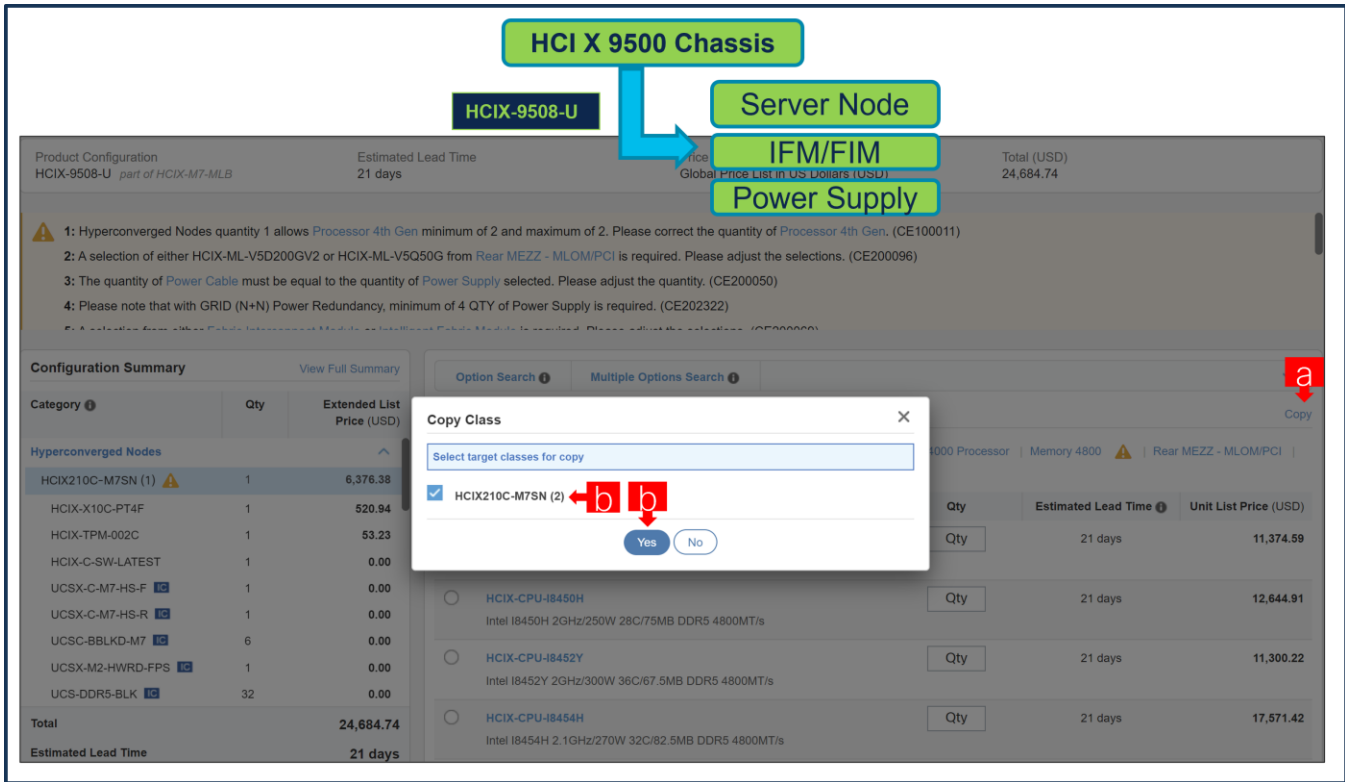 HCI X 9500 Chassis
HCIX-9508-U
Server Node
IFM/FIM
Power Supply
Product Configuration
HCIX-9508-U part of HCIX-M7-MLB
Estimated Lead Time
21 days
Price
Global Price List in US Dollars (USD)
Total (USD)
24,684.74
1: Hyperconverged Nodes quantity 1 allows Processor 4th Gen minimum of 2 and maximum of 2. Please correct the quantity of Processor 4th Gen. (CE100011)
2: A selection of either HCIX-ML-V5D200GV2 or HCIX-ML-V5Q50G from Rear MEZZ - MLOM/PCI is required. Please adjust the selections. (CE200096)
3: The quantity of Power Cable must be equal to the quantity of Power Supply selected. Please adjust the quantity. (CE200050)
4: Please note that with GRID (N+N) Power Redundancy, minimum of 4 QTY of Power Supply is required. (CE202322)
Configuration Summary View Full Summary
Category Qty Extended List Price (USD)
Hyperconverged Nodes
HCIX210C-M7SN (1) 1 6,376.38
HCIX-X10C-PT4F 1 520.94
HCIX-TPM-002C 1 53.23
HCIX-C-SW-LATEST 1 0.00
UCSX-C-M7-HS-F IC 1 0.00
UCSX-C-M7-HS-R IC 1 0.00
UCSC-BBLKD-M7 IC 6 0.00
UCSX-M2-HWRD-FPS IC 1 0.00
UCS-DDR5-BLK IC 32 0.00
Total 24,684.74
Estimated Lead Time 21 days
Option Search Multiple Options Search
a
Copy
Copy Class
Select target classes for copy
HCIX210C-M7SN (2) b b
Yes No
4000 Processor | Memory 4800 | Rear MEZZ - MLOM/PCI |
Qty Estimated Lead Time Unit List Price (USD)
Qty 21 days 11,374.59
HCIX-CPU-I8450H Qty 21 days 12,644.91
Intel I8450H 2GHz/250W 28C/75MB DDR5 4800MT/s
HCIX-CPU-I8452Y Qty 21 days 11,300.22
Intel I8452Y 2GHz/300W 36C/67.5MB DDR5 4800MT/s
HCIX-CPU-I8454H Qty 21 days 17,571.42
Intel I8454H 2.1GHz/270W 32C/82.5MB DDR5 4800MT/s